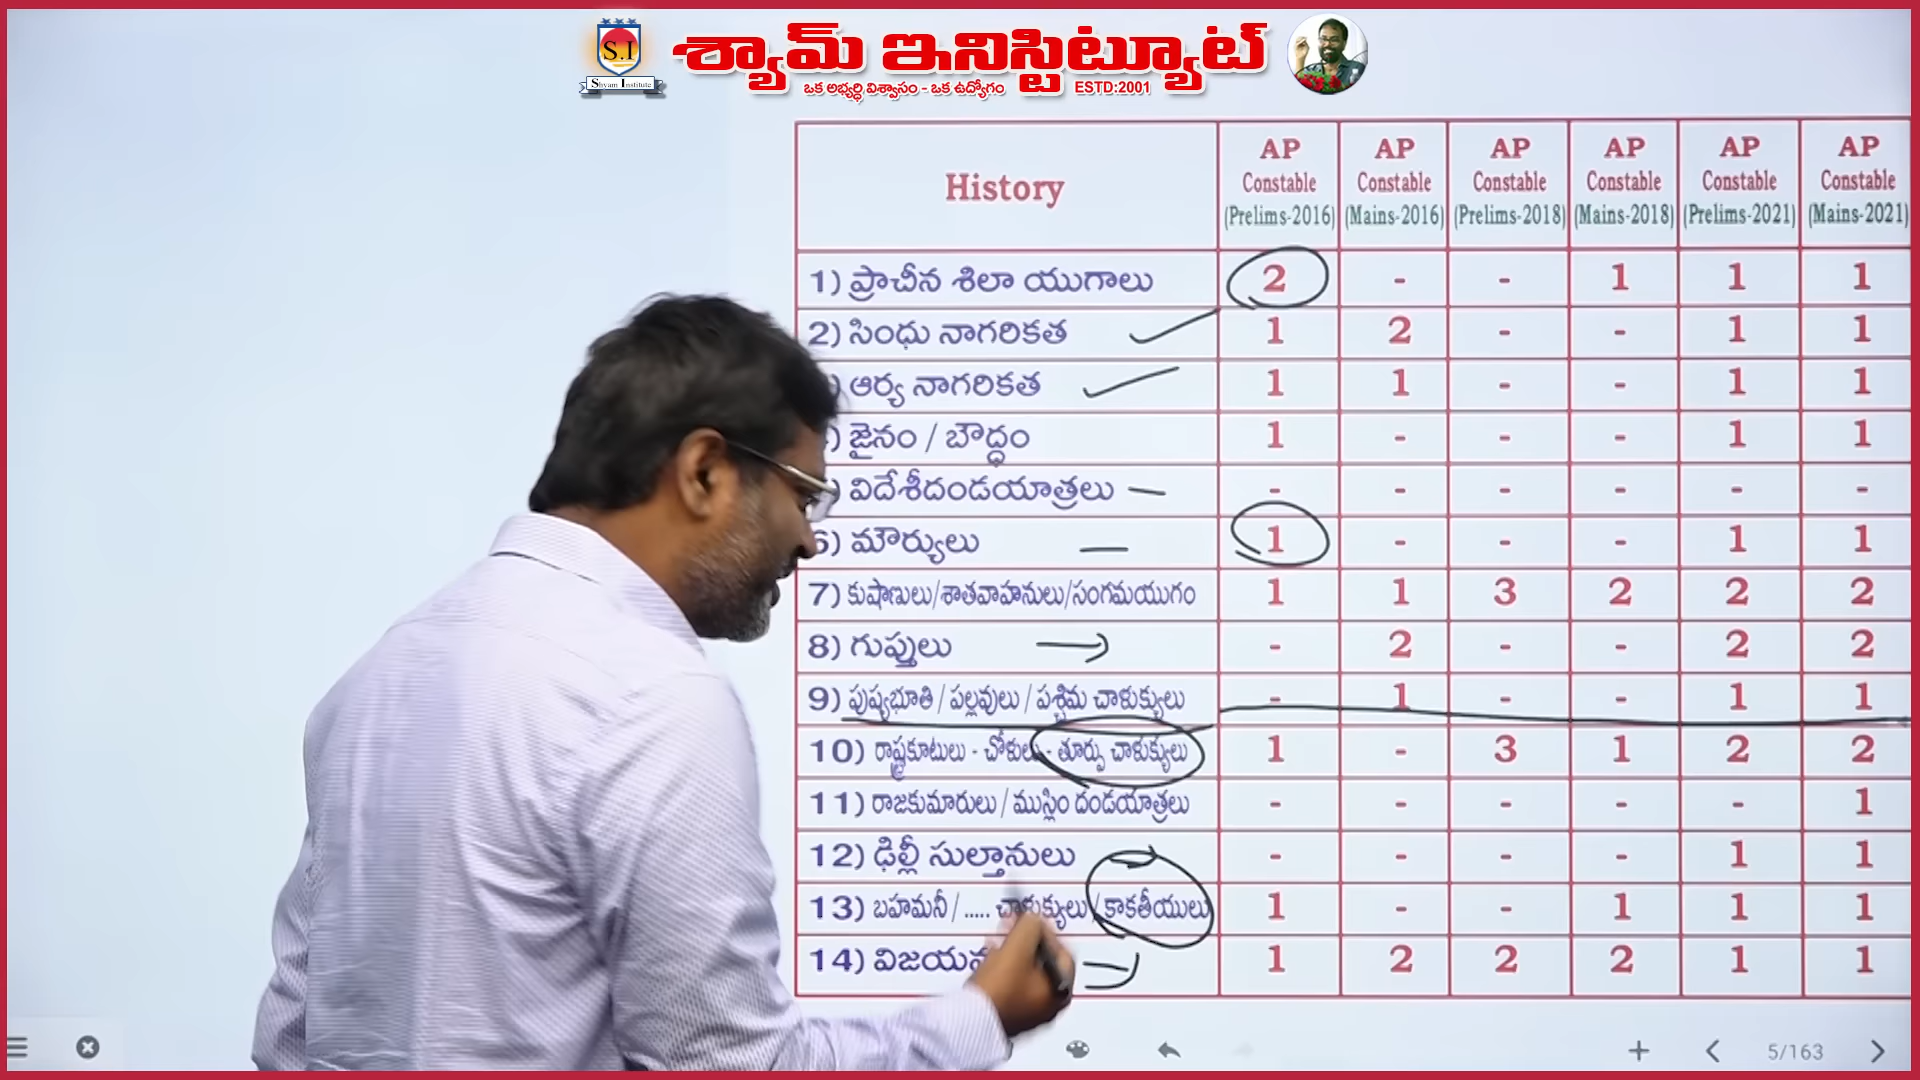 S.I
Shyam Institute
శ్యామ్ ఇనిస్టిట్యూట్
ఒక అభ్యర్థి విశ్వాసం - ఒక ఉద్యోగం ESTD:2001
History AP Constable (Prelims-2016) AP Constable (Mains-2016) AP Constable (Prelims-2018) AP Constable (Mains-2018) AP Constable (Prelims-2021) AP Constable (Mains-2021)
1) ప్రాచీన శిలా యుగాలు 2 - - 1 1 1
2) సింధు నాగరికత 1 2 - - 1 1
) ఆర్య నాగరికత 1 1 - - 1 1
) జైనం / బౌద్ధం 1 - - - 1 1
విదేశీదండయాత్రలు - - - - - -
6) మౌర్యులు 1 - - - 1 1
7) కుషాణులు/శాతవాహనులు/సంగమయుగం 1 1 3 2 2 2
8) గుప్తులు - 2 - - 2 2
9) పుష్యభూతి / పల్లవులు / పశ్చిమ చాళుక్యులు - 1 - - 1 1
10) రాష్ట్రకూటులు - చోళులు - తూర్పు చాళుక్యులు 1 - 3 1 2 2
11) రాజకుమారులు / ముస్లిం దండయాత్రలు - - - - - 1
12) ఢిల్లీ సుల్తానులు - - - - 1 1
13) బహమనీ / ..... చాళుక్యులు / కాకతీయులు 1 - - 1 1 1
14) విజయన 1 2 2 2 1 1
5/163